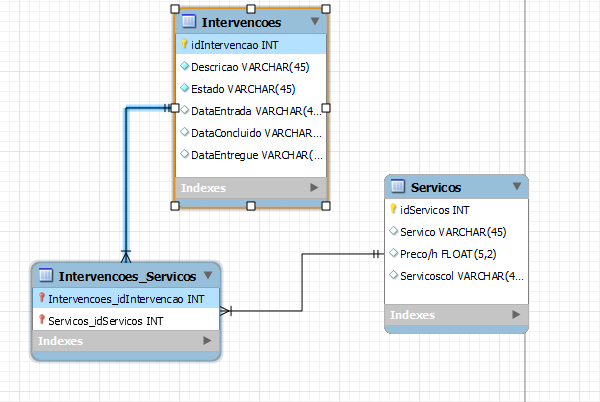 Intervencoes
idIntervencao INT
Descricao VARCHAR(45)
Estado VARCHAR(45)
DataEntrada VARCHAR(4...
DataConcluido VARCHAR...
DataEntregue VARCHAR(...
Indexes
Servicos
idServicos INT
Servico VARCHAR(45)
Preco/h FLOAT(5,2)
Servicoscol VARCHAR(4...
Indexes
Intervencoes_Servicos
Intervencoes_idIntervencao INT
Servicos_idServicos INT
Indexes